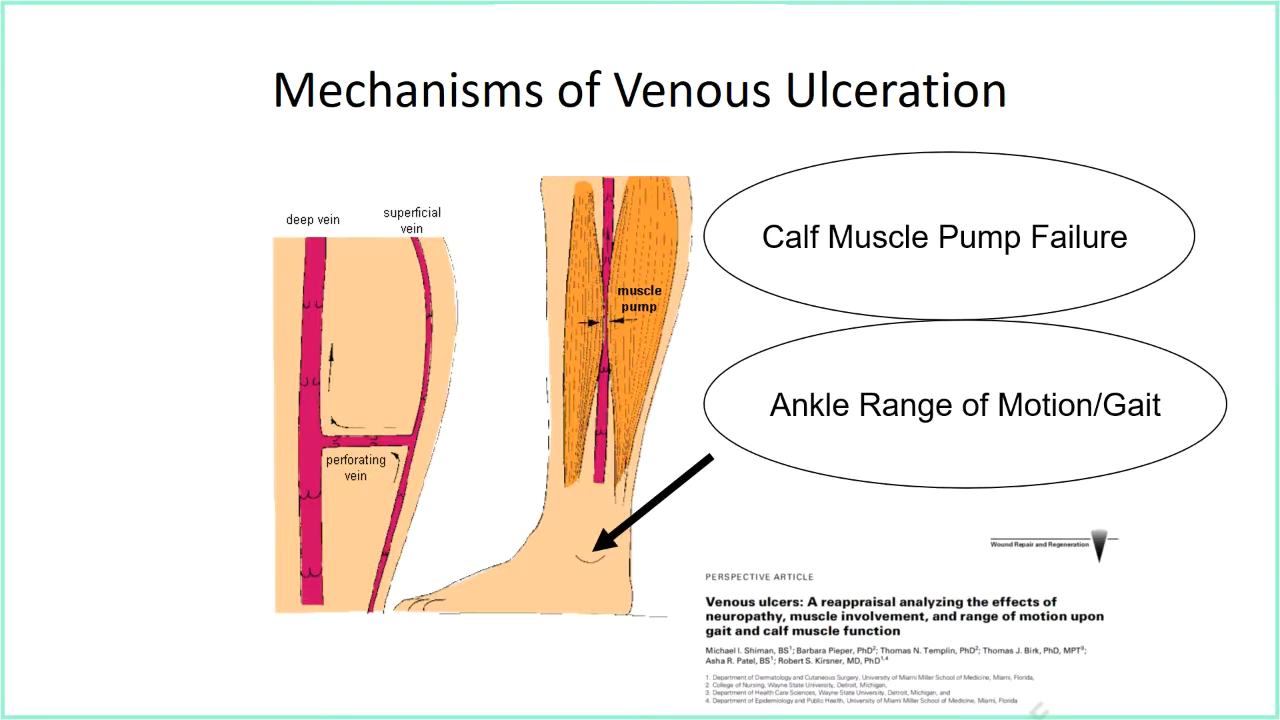 Mechanisms of Venous Ulceration
deep vein
superficial
vein
perforating
vein
muscle
pump
Calf Muscle Pump Failure
Ankle Range of Motion/Gait
Wound Repair and Regeneration
PERSPECTIVE ARTICLE
Venous ulcers: A reappraisal analyzing the effects of
neuropathy, muscle involvement, and range of motion upon
gait and calf muscle function
Michael I. Shiman, BS1; Barbara Pieper, PhD2; Thomas N. Templin, PhD2; Thomas J. Birk, PhD, MPT3;
Asha R. Patel, BS1; Robert S. Kirsner, MD, PhD1,4
1. Department of Dermatology and Cutaneous Surgery, University of Miami Miller School of Medicine, Miami, Florida,
2. College of Nursing, Wayne State University, Detroit, Michigan,
3. Department of Health Care Sciences, Wayne State University, Detroit, Michigan, and
4. Department of Epidemiology and Public Health, University of Miami Miller School of Medicine, Miami, Florida